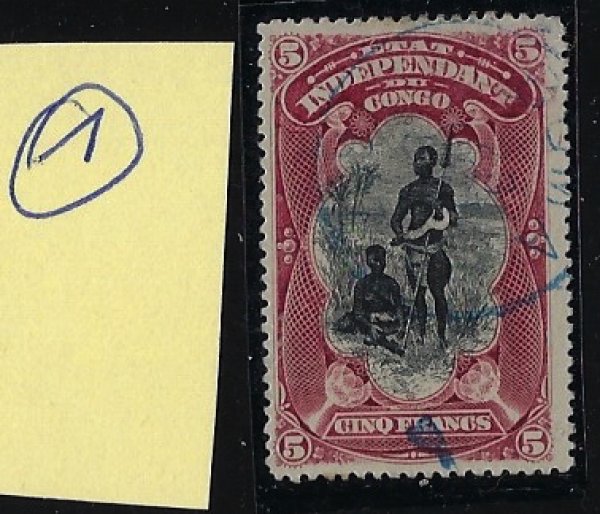 1
5 ETAT 5
INDEPENDANT
DU
CONGO
5 CINQ FRANCS 5